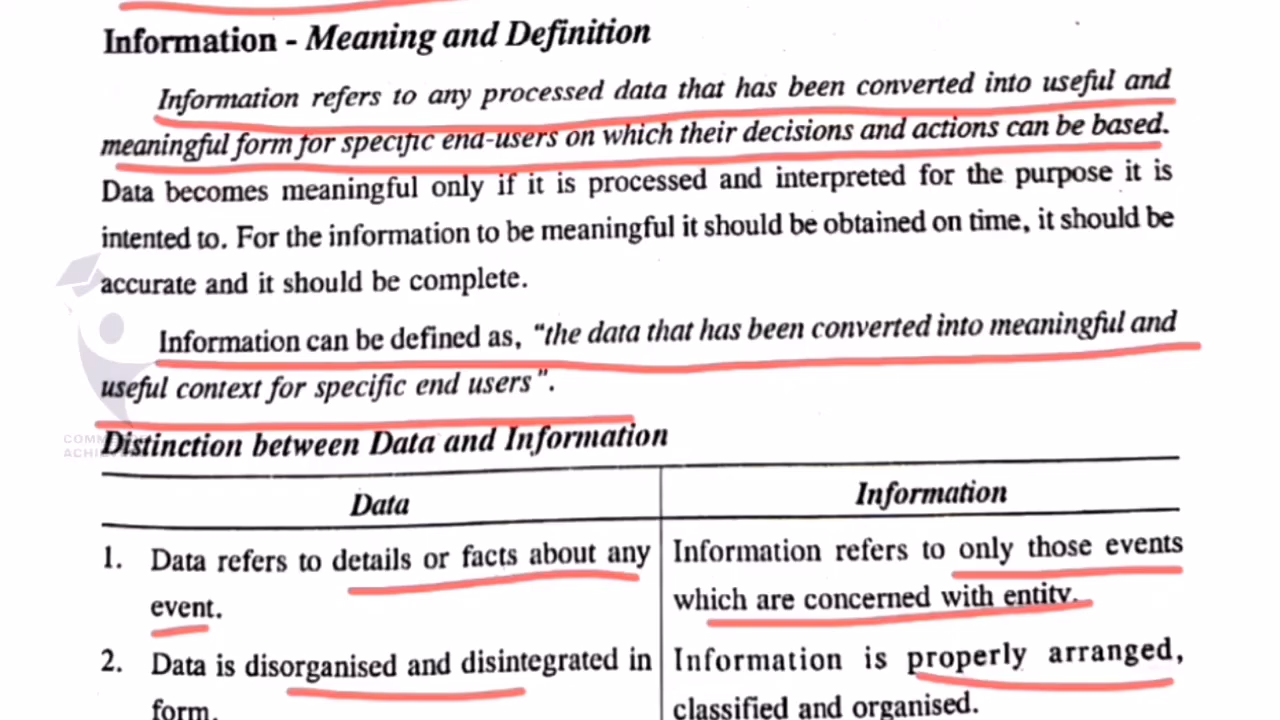 Information - Meaning and Definition
Information refers to any processed data that has been converted into useful and
meaningful form for specific end-users on which their decisions and actions can be based.
Data becomes meaningful only if it is processed and interpreted for the purpose it is
intented to. For the information to be meaningful it should be obtained on time, it should be
accurate and it should be complete.
Information can be defined as, "the data that has been converted into meaningful and
useful context for specific end users".
Distinction between Data and Information
Data
Information
1. Data refers to details or facts about any
event.
Information refers to only those events
which are concerned with entity.
2. Data is disorganised and disintegrated in
form.
Information is properly arranged,
classified and organised.